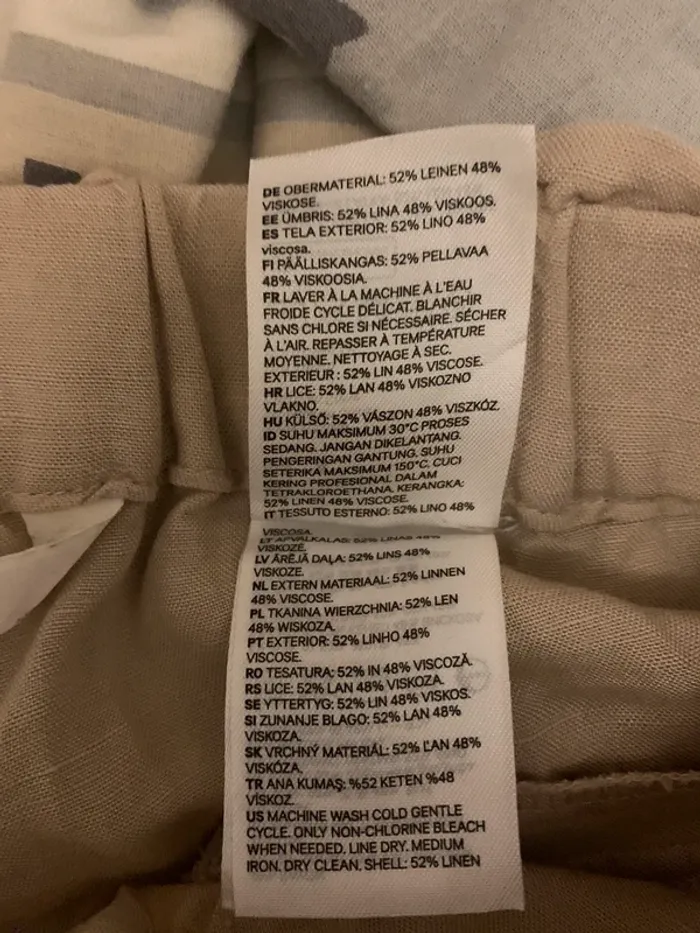 DE OBERMATERIAL: 52% LEINEN 48%
VISKOSE.
EE ÜMBRIS: 52% LINA 48% VISKOOS.
ES TELA EXTERIOR: 52% LINO 48%
viscosa.
FI PÄÄLLISKANGAS: 52% PELLAVAA
48% VISKOOSIA.
FR LAVER À LA MACHINE À L'EAU
FROIDE CYCLE DÉLICAT. BLANCHIR
SANS CHLORE SI NÉCESSAIRE. SÉCHER
À L'AIR. REPASSER À TEMPÉRATURE
MOYENNE. NETTOYAGE À SEC.
EXTERIEUR : 52% LIN 48% VISCOSE.
HR LICE: 52% LAN 48% VISKOZNO
VLAKNO.
HU KÜLSŐ: 52% VÁSZON 48% VISZKÓZ.
ID SUHU MAKSIMUM 30°C PROSES
SEDANG. JANGAN DIKELANTANG.
PENGERINGAN GANTUNG. SUHU
SETERIKA MAKSIMUM 150°C. CUCI
KERING PROFESIONAL DALAM
TETRAKLOROETHANA. KERANGKA:
52% LINEN 48% VISCOSE.
IT TESSUTO ESTERNO: 52% LINO 48%
VISCOSA.
LT APVALKALAS: 52% LINAS 48%
VISKOZĖ.
LV ĀRĒJĀ DAĻA: 52% LINS 48%
VISKOZE.
NL EXTERN MATERIAAL: 52% LINNEN
48% VISCOSE.
PL TKANINA WIERZCHNIA: 52% LEN
48% WISKOZA.
PT EXTERIOR: 52% LINHO 48%
VISCOSE.
RO TESATURA: 52% IN 48% VISCOZĂ.
RS LICE: 52% LAN 48% VISKOZA.
SE YTTERTYG: 52% LIN 48% VISKOS.
SI ZUNANJE BLAGO: 52% LAN 48%
VISKOZA.
SK VRCHNÝ MATERIÁL: 52% ĽAN 48%
VISKÓZA.
TR ANA KUMAŞ: %52 KETEN %48
VİSKOZ.
US MACHINE WASH COLD GENTLE
CYCLE. ONLY NON-CHLORINE BLEACH
WHEN NEEDED. LINE DRY. MEDIUM
IRON. DRY CLEAN. SHELL: 52% LINEN